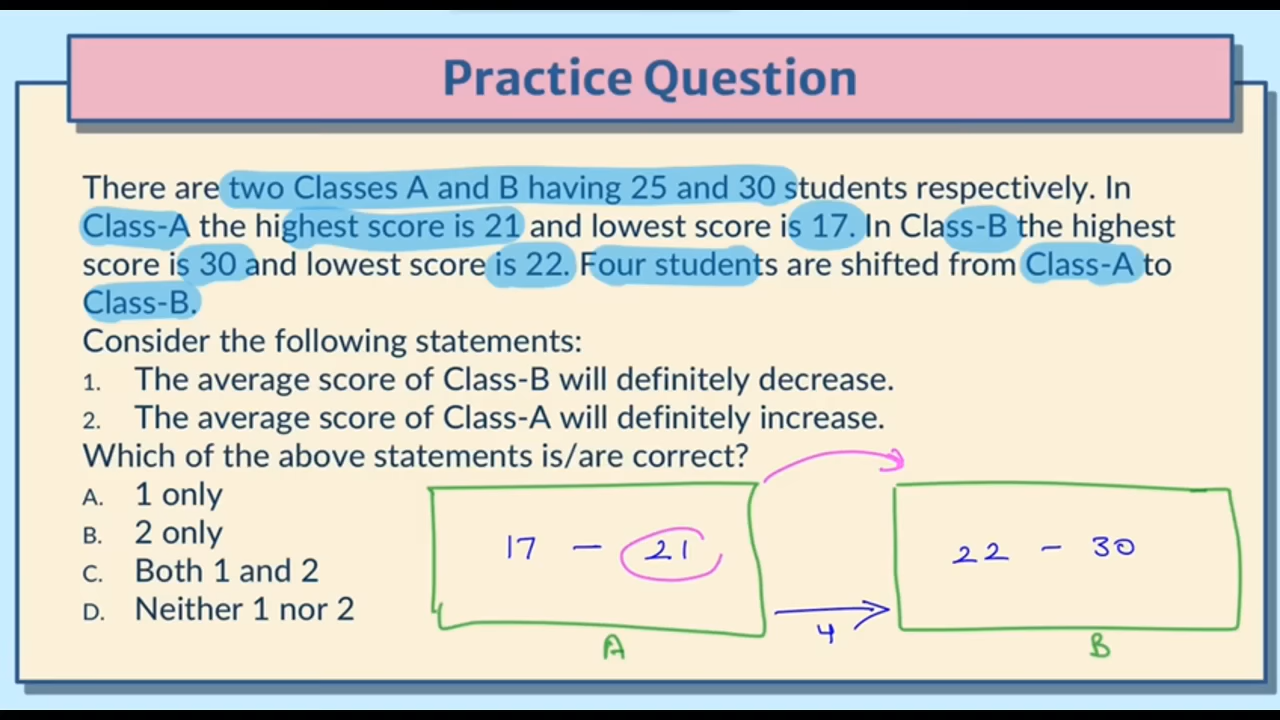 Practice Question
There are two Classes A and B having 25 and 30 students respectively. In
Class-A the highest score is 21 and lowest score is 17. In Class-B the highest
score is 30 and lowest score is 22. Four students are shifted from Class-A to
Class-B.
Consider the following statements:
1. The average score of Class-B will definitely decrease.
2. The average score of Class-A will definitely increase.
Which of the above statements is/are correct?
A. 1 only
B. 2 only
C. Both 1 and 2
D. Neither 1 nor 2
17 - 21
22 - 30
4
A
B